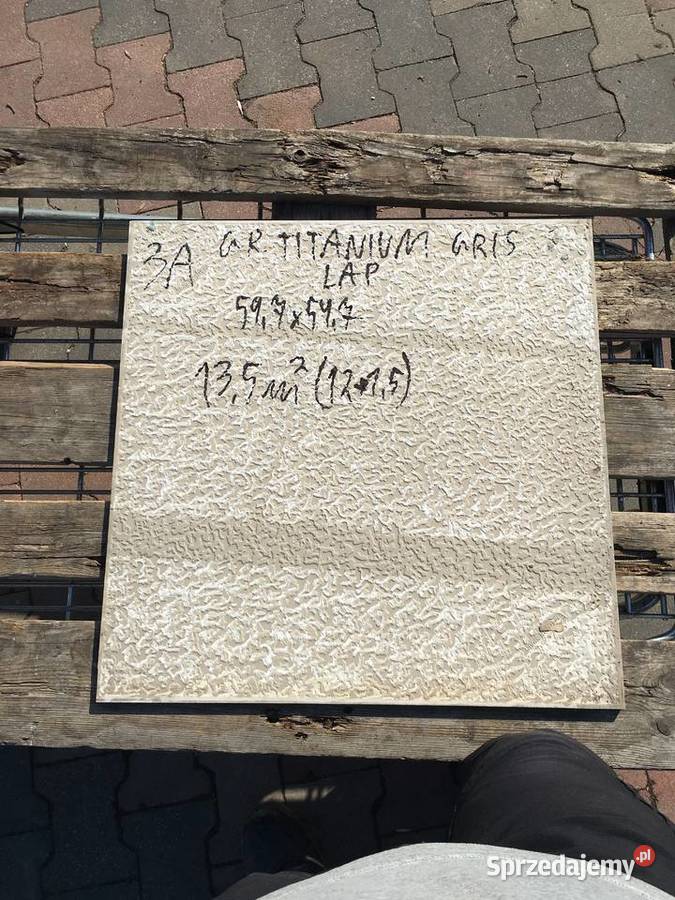 3A GR. TITANIUM GRIS
LAP
59,7x59,7
13,5m² (12+1,5)
Sprzedajemy.pl